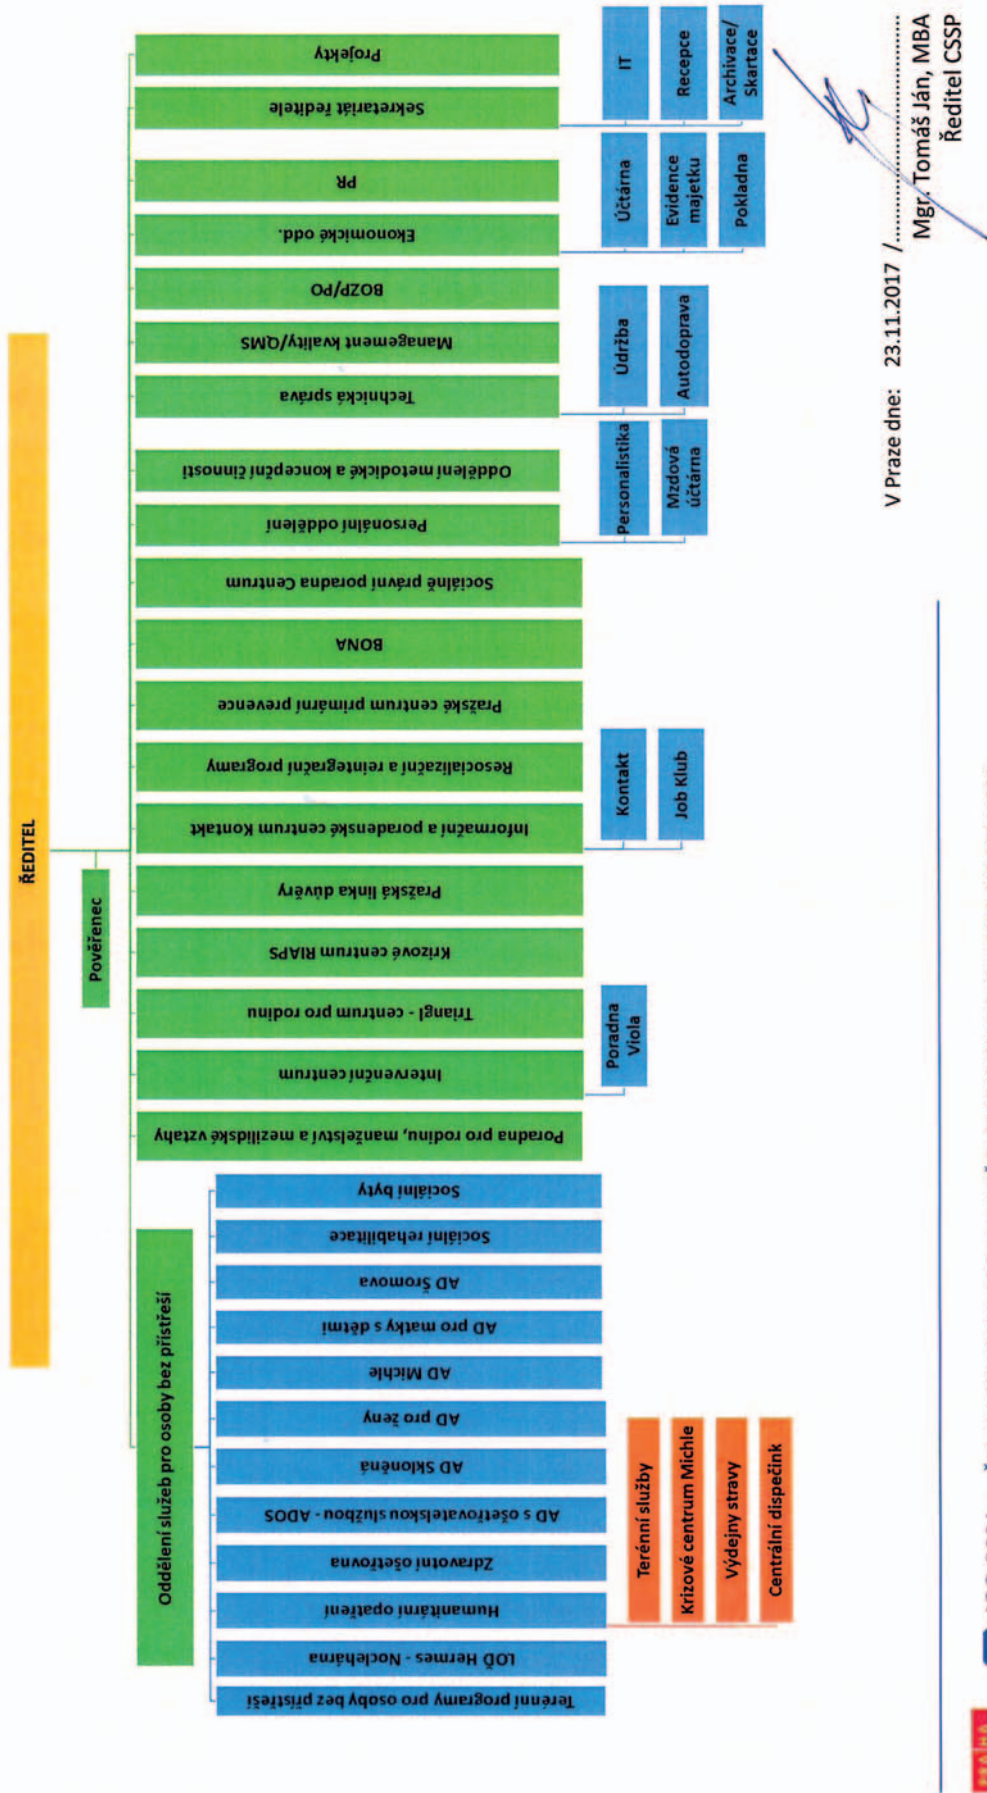 ŘEDITEL
Pověřenec
Oddělení služeb pro osoby bez přístřeší
Terénní programy pro osoby bez přístřeší
LOĎ Hermes - Noclehárna
Humanitární opatření
Zdravotní ošetřovna
AD s ošetřovatelskou službou - ADOS
AD Skloněná
AD pro ženy
AD Michle
AD pro matky s dětmi
AD Šromova
Sociální rehabilitace
Sociální byty
Terénní služby
Krizové centrum Michle
Výdejny stravy
Centrální dispečink
Poradna pro rodinu, manželství a mezilidské vztahy
Intervenční centrum
Poradna
Viola
Triangl - centrum pro rodinu
Krizové centrum RIAPS
Pražská linka důvěry
Informační a poradenské centrum Kontakt
Kontakt
Job Klub
Resocializační a reintegrační programy
Pražské centrum primární prevence
BONA
Sociálně právní poradna Centrum
Personální oddělení
Personalistika
Mzdová
účtárna
Oddělení metodické a koncepční činnosti
Technická správa
Údržba
Autodoprava
Management kvality/QMS
BOZP/PO
Ekonomické odd.
Účtárna
Evidence
majetku
Pokladna
PR
Sekretariát ředitele
IT
Recepce
Archivace/
Skartace
Projekty
V Praze dne: 23.11.2017 /
Mgr. Tomáš Ján, MBA
Ředitel CSSP